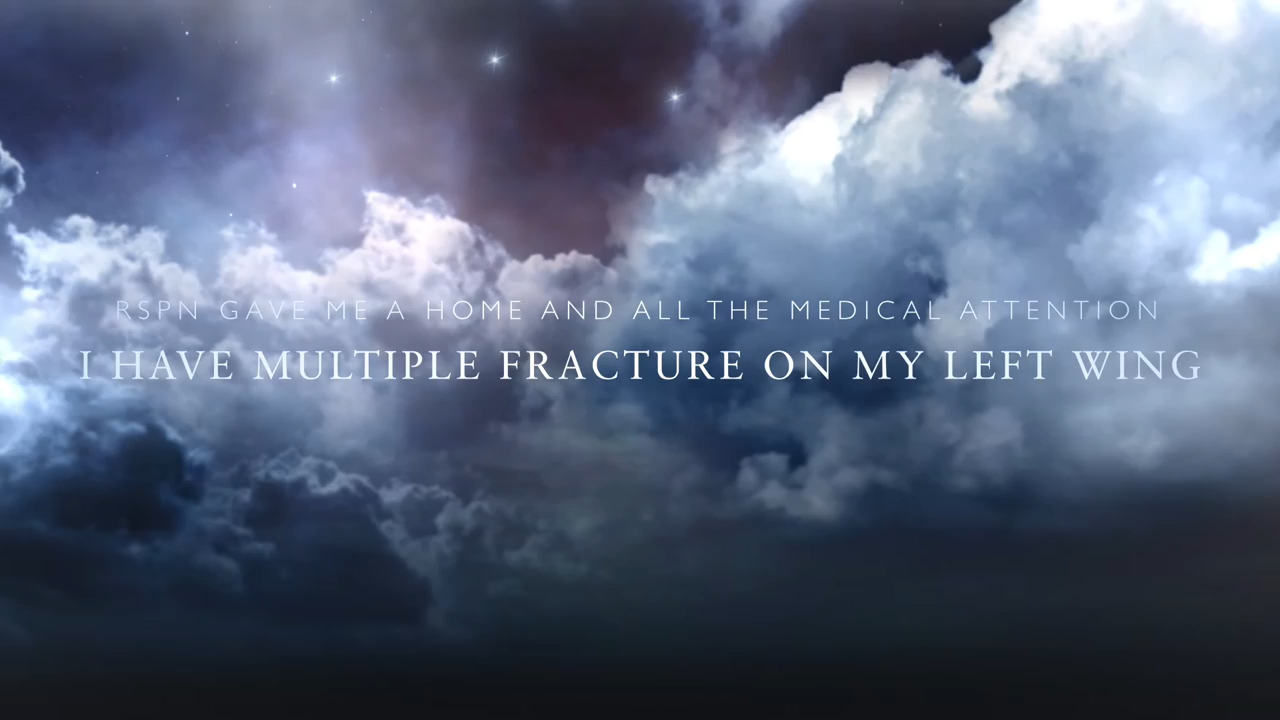 RSPN GAVE ME A HOME AND ALL THE MEDICAL ATTENTION
I HAVE MULTIPLE FRACTURE ON MY LEFT WING